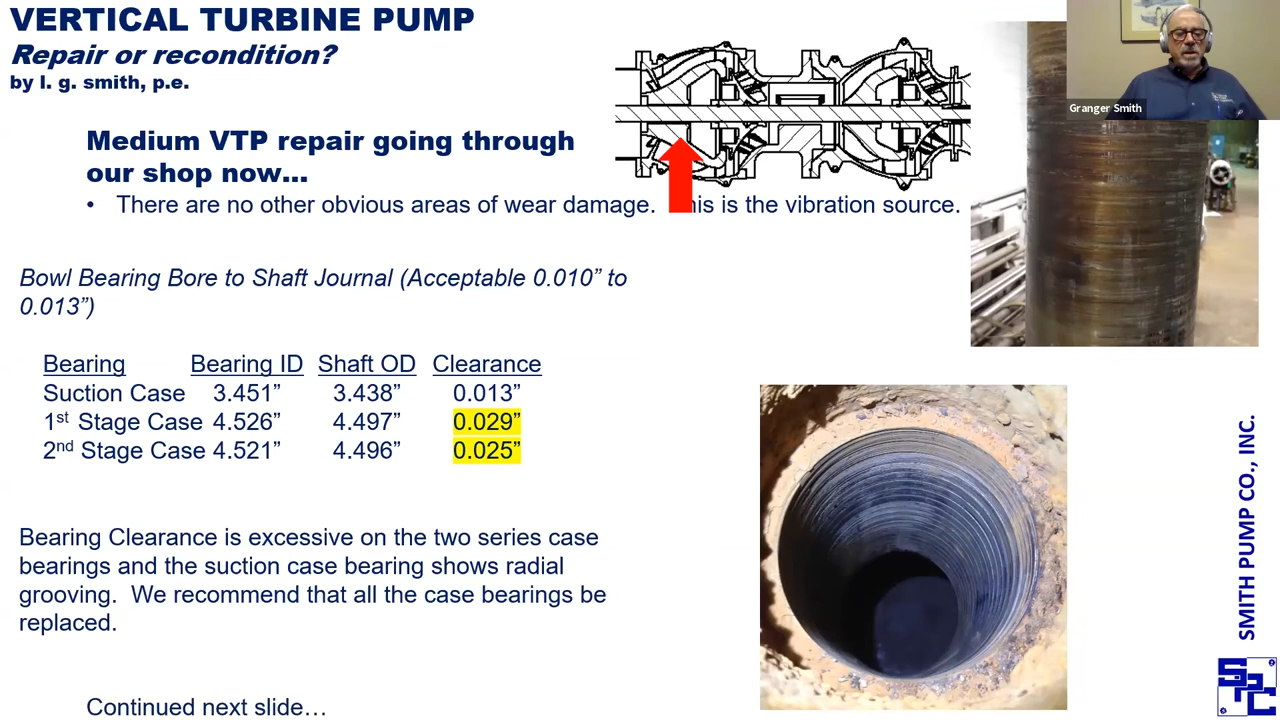 VERTICAL TURBINE PUMP
Repair or recondition?
by l. g. smith, p.e.
Granger Smith
Medium VTP repair going through
our shop now…
• There are no other obvious areas of wear damage. his is the vibration source.
Bowl Bearing Bore to Shaft Journal (Acceptable 0.010” to
0.013”)
Bearing Bearing ID Shaft OD Clearance
Suction Case 3.451” 3.438” 0.013”
1st Stage Case 4.526” 4.497” 0.029”
2nd Stage Case 4.521” 4.496” 0.025”
Bearing Clearance is excessive on the two series case
bearings and the suction case bearing shows radial
grooving. We recommend that all the case bearings be
replaced.
Continued next slide…
SMITH PUMP CO., INC.
SPC